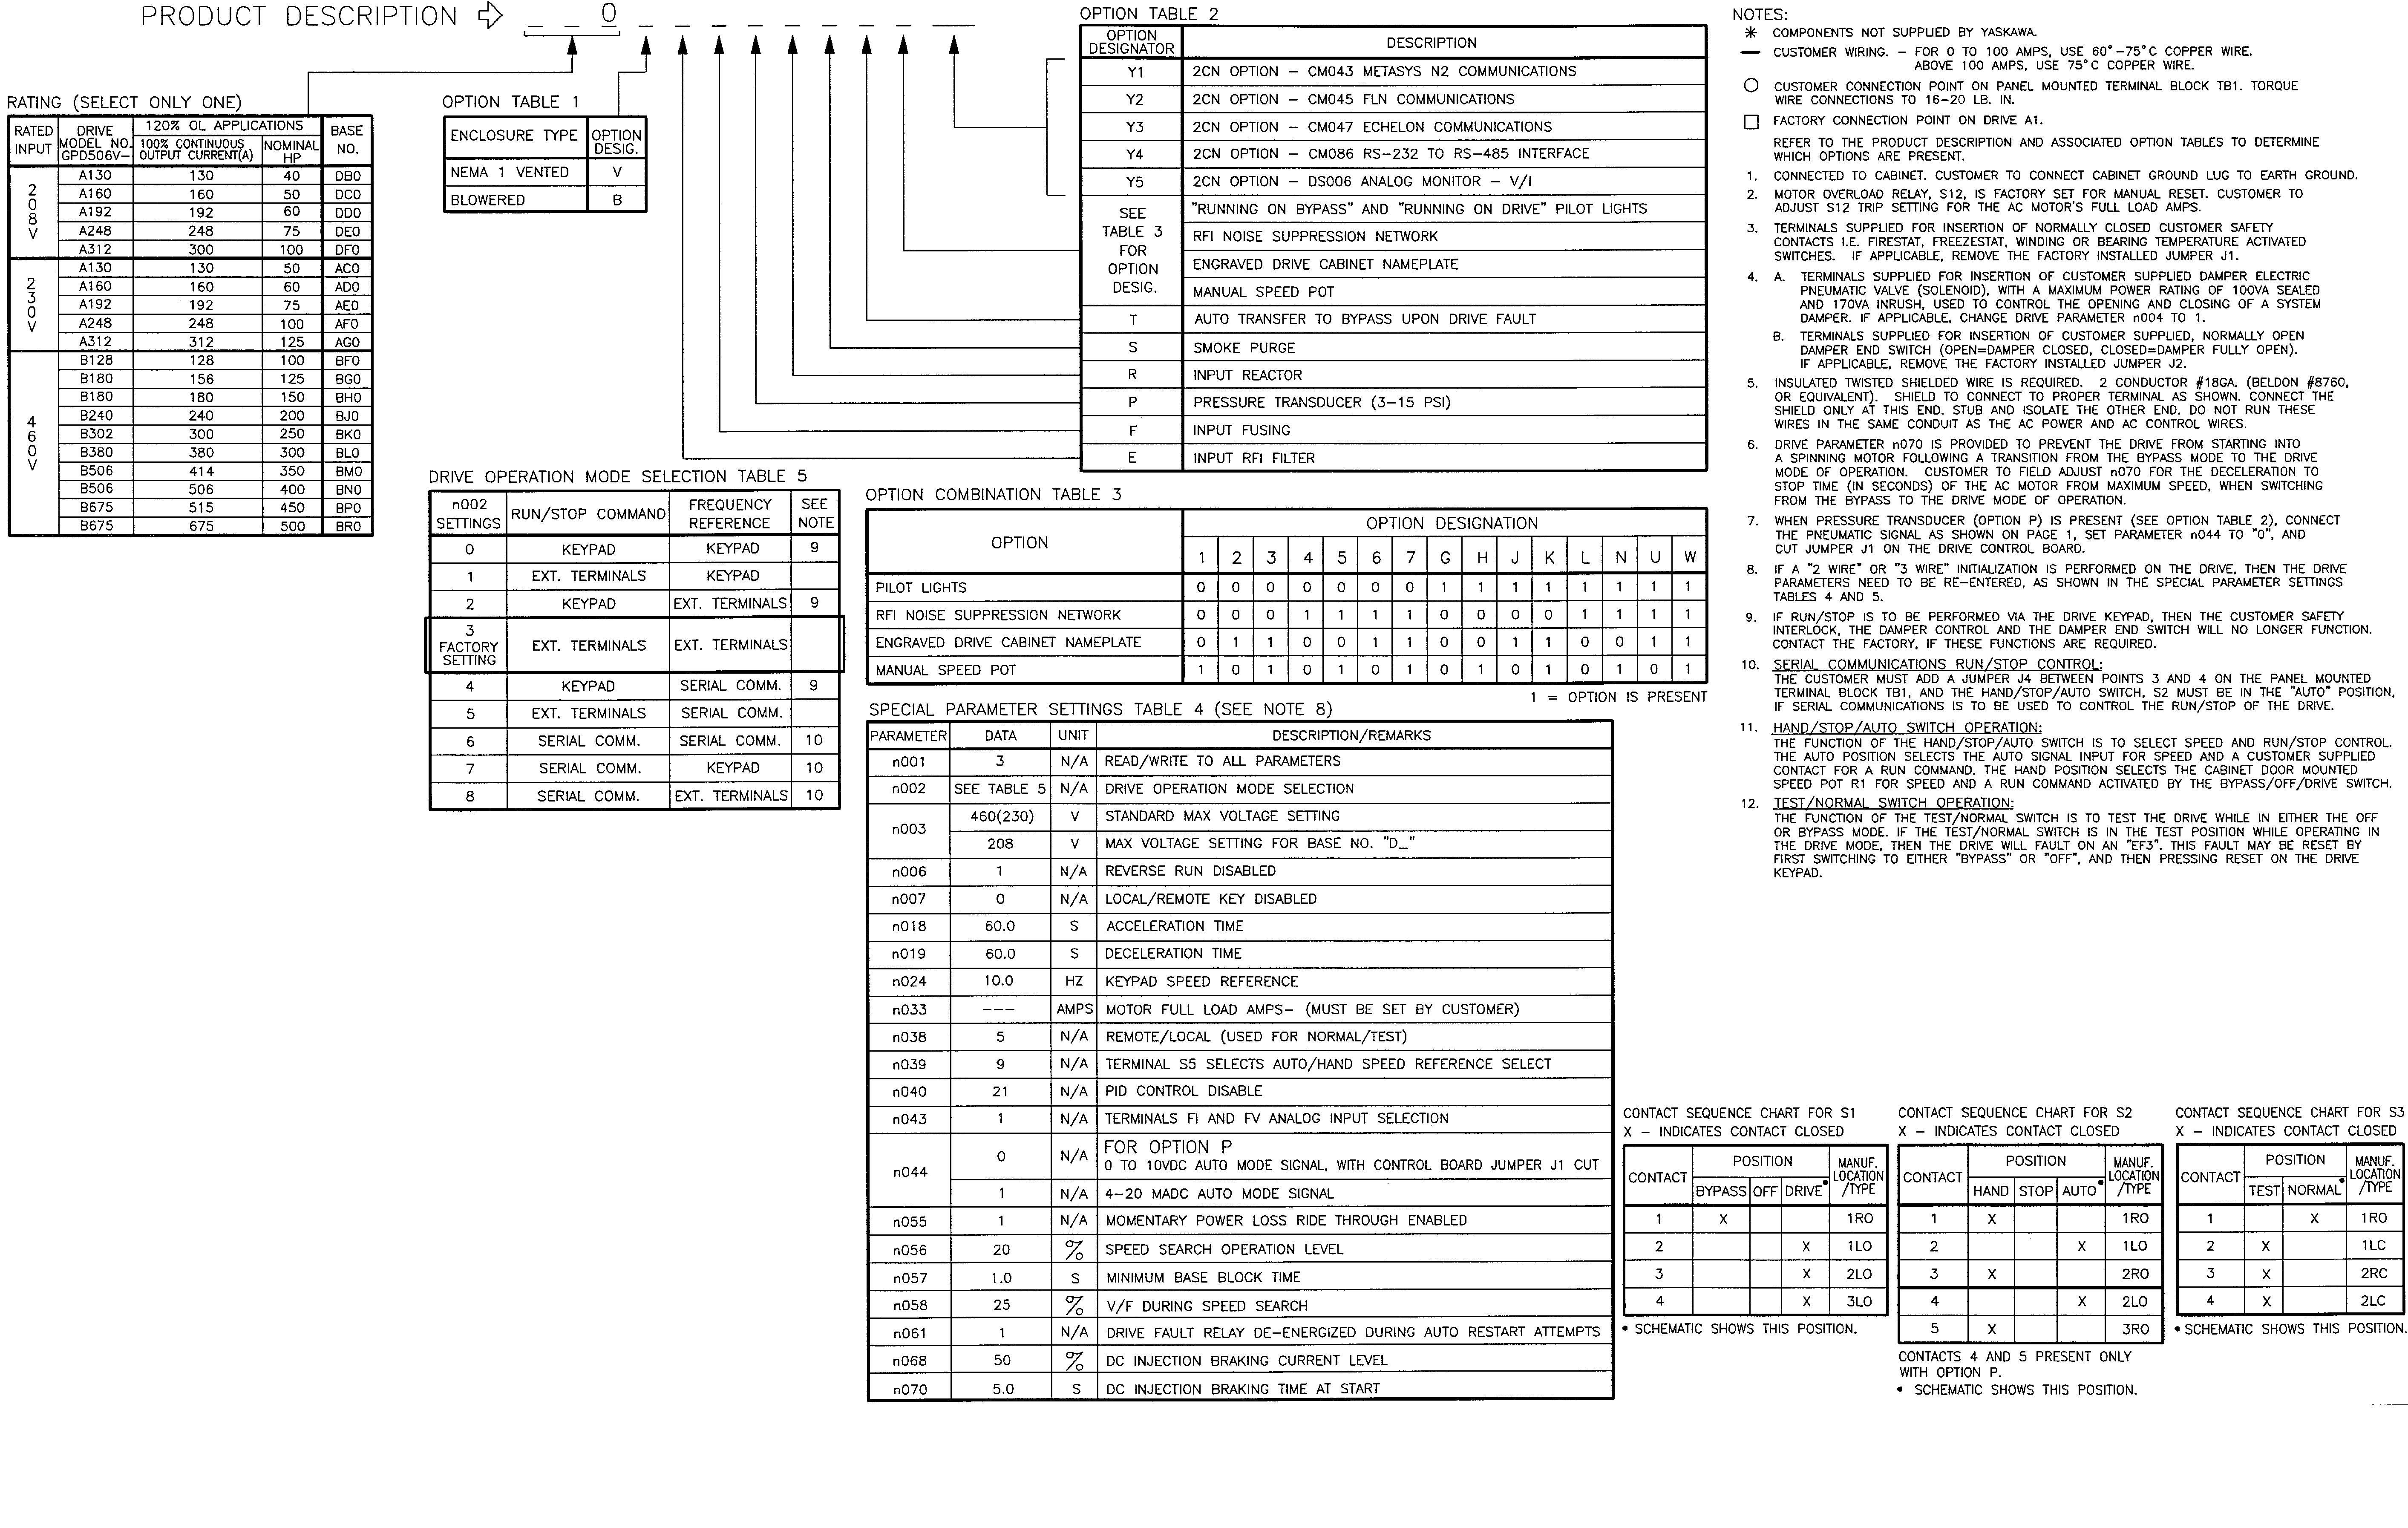 PRODUCT DESCRIPTION ⇨ _ _ 0 _ _ _ _ _ _ _ _ __
RATING (SELECT ONLY ONE)
RATED INPUT | DRIVE MODEL NO. GPD506V- | 120% OL APPLICATIONS | BASE NO.
100% CONTINUOUS OUTPUT CURRENT(A) | NOMINAL HP
208V
A130 130 40 DB0
A160 160 50 DC0
A192 192 60 DD0
A248 248 75 DE0
A312 300 100 DF0
230V
A130 130 50 AC0
A160 160 60 AD0
A192 192 75 AE0
A248 248 100 AF0
A312 312 125 AG0
460V
B128 128 100 BF0
B180 156 125 BG0
B180 180 150 BH0
B240 240 200 BJ0
B302 300 250 BK0
B380 380 300 BL0
B506 414 350 BM0
B506 506 400 BN0
B675 515 450 BP0
B675 675 500 BR0
OPTION TABLE 1
ENCLOSURE TYPE | OPTION DESIG.
NEMA 1 VENTED V
BLOWERED B
OPTION TABLE 2
OPTION DESIGNATOR | DESCRIPTION
Y1 2CN OPTION - CM043 METASYS N2 COMMUNICATIONS
Y2 2CN OPTION - CM045 FLN COMMUNICATIONS
Y3 2CN OPTION - CM047 ECHELON COMMUNICATIONS
Y4 2CN OPTION - CM086 RS-232 TO RS-485 INTERFACE
Y5 2CN OPTION - DS006 ANALOG MONITOR - V/I
SEE TABLE 3 FOR OPTION DESIG.
"RUNNING ON BYPASS" AND "RUNNING ON DRIVE" PILOT LIGHTS
RFI NOISE SUPPRESSION NETWORK
ENGRAVED DRIVE CABINET NAMEPLATE
MANUAL SPEED POT
T AUTO TRANSFER TO BYPASS UPON DRIVE FAULT
S SMOKE PURGE
R INPUT REACTOR
P PRESSURE TRANSDUCER (3-15 PSI)
F INPUT FUSING
E INPUT RFI FILTER
DRIVE OPERATION MODE SELECTION TABLE 5
n002 SETTINGS | RUN/STOP COMMAND | FREQUENCY REFERENCE | SEE NOTE
0 KEYPAD KEYPAD 9
1 EXT. TERMINALS KEYPAD
2 KEYPAD EXT. TERMINALS 9
3 FACTORY SETTING EXT. TERMINALS EXT. TERMINALS
4 KEYPAD SERIAL COMM. 9
5 EXT. TERMINALS SERIAL COMM.
6 SERIAL COMM. SERIAL COMM. 10
7 SERIAL COMM. KEYPAD 10
8 SERIAL COMM. EXT. TERMINALS 10
OPTION COMBINATION TABLE 3
OPTION | OPTION DESIGNATION
1 2 3 4 5 6 7 G H J K L N U W
PILOT LIGHTS 0 0 0 0 0 0 0 1 1 1 1 1 1 1 1
RFI NOISE SUPPRESSION NETWORK 0 0 0 1 1 1 1 0 0 0 0 1 1 1 1
ENGRAVED DRIVE CABINET NAMEPLATE 0 1 1 0 0 1 1 0 0 1 1 0 0 1 1
MANUAL SPEED POT 1 0 1 0 1 0 1 0 1 0 1 0 1 0 1
1 = OPTION IS PRESENT
SPECIAL PARAMETER SETTINGS TABLE 4 (SEE NOTE 8)
PARAMETER | DATA | UNIT | DESCRIPTION/REMARKS
n001 3 N/A READ/WRITE TO ALL PARAMETERS
n002 SEE TABLE 5 N/A DRIVE OPERATION MODE SELECTION
n003 460(230) V STANDARD MAX VOLTAGE SETTING
208 V MAX VOLTAGE SETTING FOR BASE NO. "D_"
n006 1 N/A REVERSE RUN DISABLED
n007 0 N/A LOCAL/REMOTE KEY DISABLED
n018 60.0 S ACCELERATION TIME
n019 60.0 S DECELERATION TIME
n024 10.0 HZ KEYPAD SPEED REFERENCE
n033 --- AMPS MOTOR FULL LOAD AMPS- (MUST BE SET BY CUSTOMER)
n038 5 N/A REMOTE/LOCAL (USED FOR NORMAL/TEST)
n039 9 N/A TERMINAL S5 SELECTS AUTO/HAND SPEED REFERENCE SELECT
n040 21 N/A PID CONTROL DISABLE
n043 1 N/A TERMINALS FI AND FV ANALOG INPUT SELECTION
n044 0 N/A FOR OPTION P
0 TO 10VDC AUTO MODE SIGNAL, WITH CONTROL BOARD JUMPER J1 CUT
1 N/A 4-20 MADC AUTO MODE SIGNAL
n055 1 N/A MOMENTARY POWER LOSS RIDE THROUGH ENABLED
n056 20 % SPEED SEARCH OPERATION LEVEL
n057 1.0 S MINIMUM BASE BLOCK TIME
n058 25 % V/F DURING SPEED SEARCH
n061 1 N/A DRIVE FAULT RELAY DE-ENERGIZED DURING AUTO RESTART ATTEMPTS
n068 50 % DC INJECTION BRAKING CURRENT LEVEL
n070 5.0 S DC INJECTION BRAKING TIME AT START
NOTES:
✳ COMPONENTS NOT SUPPLIED BY YASKAWA.
— CUSTOMER WIRING. - FOR 0 TO 100 AMPS, USE 60°-75°C COPPER WIRE.
ABOVE 100 AMPS, USE 75°C COPPER WIRE.
○ CUSTOMER CONNECTION POINT ON PANEL MOUNTED TERMINAL BLOCK TB1. TORQUE
WIRE CONNECTIONS TO 16-20 LB. IN.
□ FACTORY CONNECTION POINT ON DRIVE A1.
REFER TO THE PRODUCT DESCRIPTION AND ASSOCIATED OPTION TABLES TO DETERMINE
WHICH OPTIONS ARE PRESENT.
1. CONNECTED TO CABINET. CUSTOMER TO CONNECT CABINET GROUND LUG TO EARTH GROUND.
2. MOTOR OVERLOAD RELAY, S12, IS FACTORY SET FOR MANUAL RESET. CUSTOMER TO
ADJUST S12 TRIP SETTING FOR THE AC MOTOR'S FULL LOAD AMPS.
3. TERMINALS SUPPLIED FOR INSERTION OF NORMALLY CLOSED CUSTOMER SAFETY
CONTACTS I.E. FIRESTAT, FREEZESTAT, WINDING OR BEARING TEMPERATURE ACTIVATED
SWITCHES. IF APPLICABLE, REMOVE THE FACTORY INSTALLED JUMPER J1.
4. A. TERMINALS SUPPLIED FOR INSERTION OF CUSTOMER SUPPLIED DAMPER ELECTRIC
PNEUMATIC VALVE (SOLENOID), WITH A MAXIMUM POWER RATING OF 100VA SEALED
AND 170VA INRUSH, USED TO CONTROL THE OPENING AND CLOSING OF A SYSTEM
DAMPER. IF APPLICABLE, CHANGE DRIVE PARAMETER n004 TO 1.
B. TERMINALS SUPPLIED FOR INSERTION OF CUSTOMER SUPPLIED, NORMALLY OPEN
DAMPER END SWITCH (OPEN=DAMPER CLOSED, CLOSED=DAMPER FULLY OPEN).
IF APPLICABLE, REMOVE THE FACTORY INSTALLED JUMPER J2.
5. INSULATED TWISTED SHIELDED WIRE IS REQUIRED. 2 CONDUCTOR #18GA. (BELDON #8760,
OR EQUIVALENT). SHIELD TO CONNECT TO PROPER TERMINAL AS SHOWN. CONNECT THE
SHIELD ONLY AT THIS END. STUB AND ISOLATE THE OTHER END. DO NOT RUN THESE
WIRES IN THE SAME CONDUIT AS THE AC POWER AND AC CONTROL WIRES.
6. DRIVE PARAMETER n070 IS PROVIDED TO PREVENT THE DRIVE FROM STARTING INTO
A SPINNING MOTOR FOLLOWING A TRANSITION FROM THE BYPASS MODE TO THE DRIVE
MODE OF OPERATION. CUSTOMER TO FIELD ADJUST n070 FOR THE DECELERATION TO
STOP TIME (IN SECONDS) OF THE AC MOTOR FROM MAXIMUM SPEED, WHEN SWITCHING
FROM THE BYPASS TO THE DRIVE MODE OF OPERATION.
7. WHEN PRESSURE TRANSDUCER (OPTION P) IS PRESENT (SEE OPTION TABLE 2), CONNECT
THE PNEUMATIC SIGNAL AS SHOWN ON PAGE 1, SET PARAMETER n044 TO "0", AND
CUT JUMPER J1 ON THE DRIVE CONTROL BOARD.
8. IF A "2 WIRE" OR "3 WIRE" INITIALIZATION IS PERFORMED ON THE DRIVE, THEN THE DRIVE
PARAMETERS NEED TO BE RE-ENTERED, AS SHOWN IN THE SPECIAL PARAMETER SETTINGS
TABLES 4 AND 5.
9. IF RUN/STOP IS TO BE PERFORMED VIA THE DRIVE KEYPAD, THEN THE CUSTOMER SAFETY
INTERLOCK, THE DAMPER CONTROL AND THE DAMPER END SWITCH WILL NO LONGER FUNCTION.
CONTACT THE FACTORY, IF THESE FUNCTIONS ARE REQUIRED.
10. SERIAL COMMUNICATIONS RUN/STOP CONTROL:
THE CUSTOMER MUST ADD A JUMPER J4 BETWEEN POINTS 3 AND 4 ON THE PANEL MOUNTED
TERMINAL BLOCK TB1, AND THE HAND/STOP/AUTO SWITCH, S2 MUST BE IN THE "AUTO" POSITION,
IF SERIAL COMMUNICATIONS IS TO BE USED TO CONTROL THE RUN/STOP OF THE DRIVE.
11. HAND/STOP/AUTO SWITCH OPERATION:
THE FUNCTION OF THE HAND/STOP/AUTO SWITCH IS TO SELECT SPEED AND RUN/STOP CONTROL.
THE AUTO POSITION SELECTS THE AUTO SIGNAL INPUT FOR SPEED AND A CUSTOMER SUPPLIED
CONTACT FOR A RUN COMMAND. THE HAND POSITION SELECTS THE CABINET DOOR MOUNTED
SPEED POT R1 FOR SPEED AND A RUN COMMAND ACTIVATED BY THE BYPASS/OFF/DRIVE SWITCH.
12. TEST/NORMAL SWITCH OPERATION:
THE FUNCTION OF THE TEST/NORMAL SWITCH IS TO TEST THE DRIVE WHILE IN EITHER THE OFF
OR BYPASS MODE. IF THE TEST/NORMAL SWITCH IS IN THE TEST POSITION WHILE OPERATING IN
THE DRIVE MODE, THEN THE DRIVE WILL FAULT ON AN "EF3". THIS FAULT MAY BE RESET BY
FIRST SWITCHING TO EITHER "BYPASS" OR "OFF", AND THEN PRESSING RESET ON THE DRIVE
KEYPAD.
CONTACT SEQUENCE CHART FOR S1
X - INDICATES CONTACT CLOSED
CONTACT | POSITION | MANUF. LOCATION /TYPE
BYPASS OFF DRIVE•
1 X 1RO
2 X 1LO
3 X 2LO
4 X 3LO
• SCHEMATIC SHOWS THIS POSITION.
CONTACT SEQUENCE CHART FOR S2
X - INDICATES CONTACT CLOSED
CONTACT | POSITION | MANUF. LOCATION /TYPE
HAND STOP AUTO•
1 X 1RO
2 X 1LO
3 X 2RO
4 X 2LO
5 X 3RO
CONTACTS 4 AND 5 PRESENT ONLY
WITH OPTION P.
• SCHEMATIC SHOWS THIS POSITION.
CONTACT SEQUENCE CHART FOR S3
X - INDICATES CONTACT CLOSED
CONTACT | POSITION | MANUF. LOCATION /TYPE
TEST NORMAL•
1 X 1RO
2 X 1LC
3 X 2RC
4 X 2LC
• SCHEMATIC SHOWS THIS POSITION.